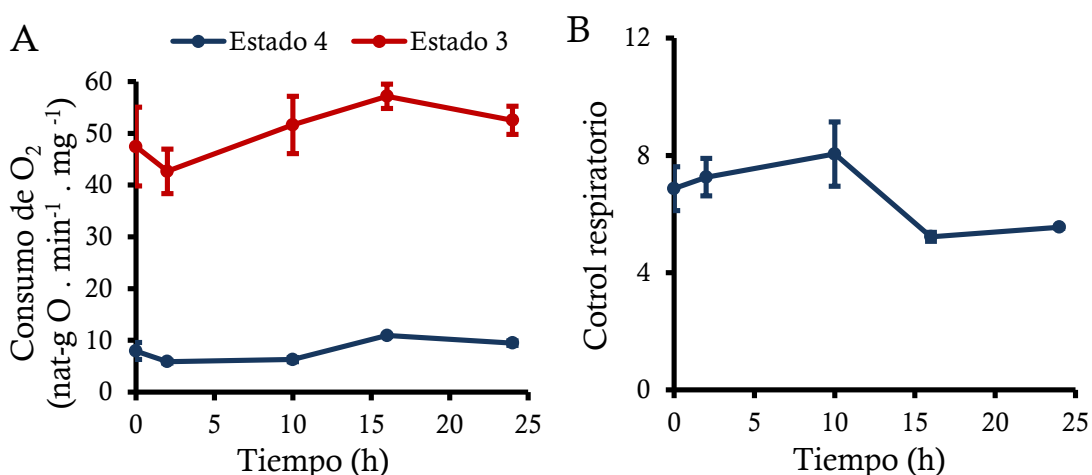 A
Estado 4 Estado 3
Consumo de O2
(nat-g O . min-1 . mg -1)
60
50
40
30
20
10
0
0 5 10 15 20 25
Tiempo (h)
B
Cotrol respiratorio
12
8
4
0
0 5 10 15 20 25
Tiempo (h)